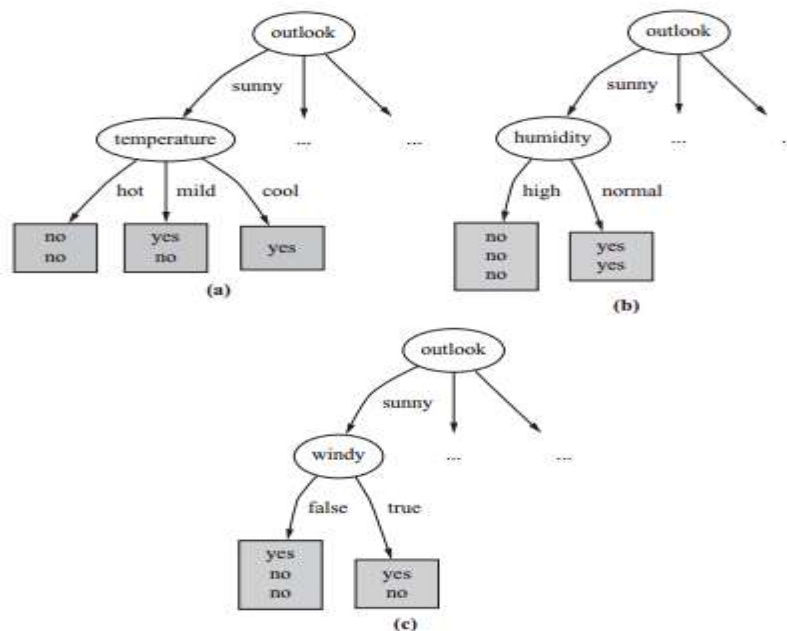 outlook
sunny
temperature
...
...
hot
mild
cool
no
no
yes
no
yes
(a)
outlook
sunny
humidity
...
.
high
normal
no
no
no
yes
yes
(b)
outlook
sunny
windy
...
...
false
true
yes
no
no
yes
no
(c)